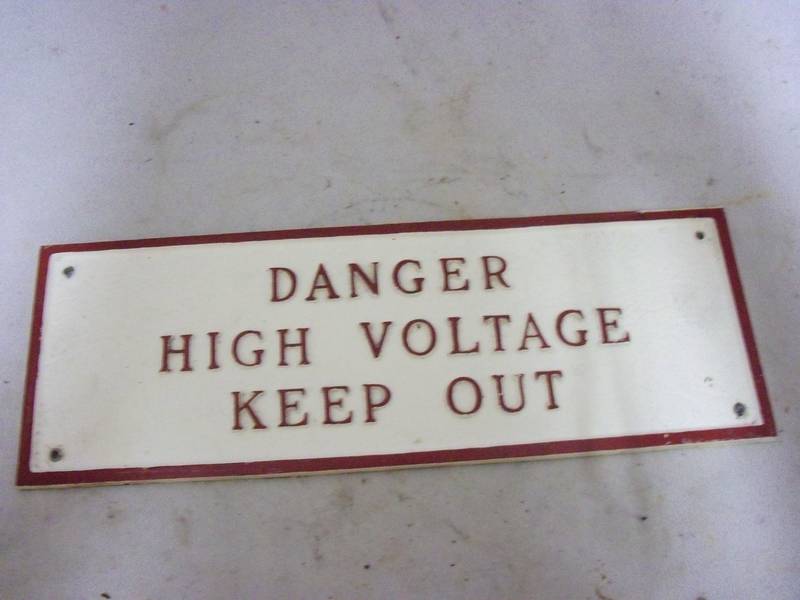 DANGER
HIGH VOLTAGE
KEEP OUT